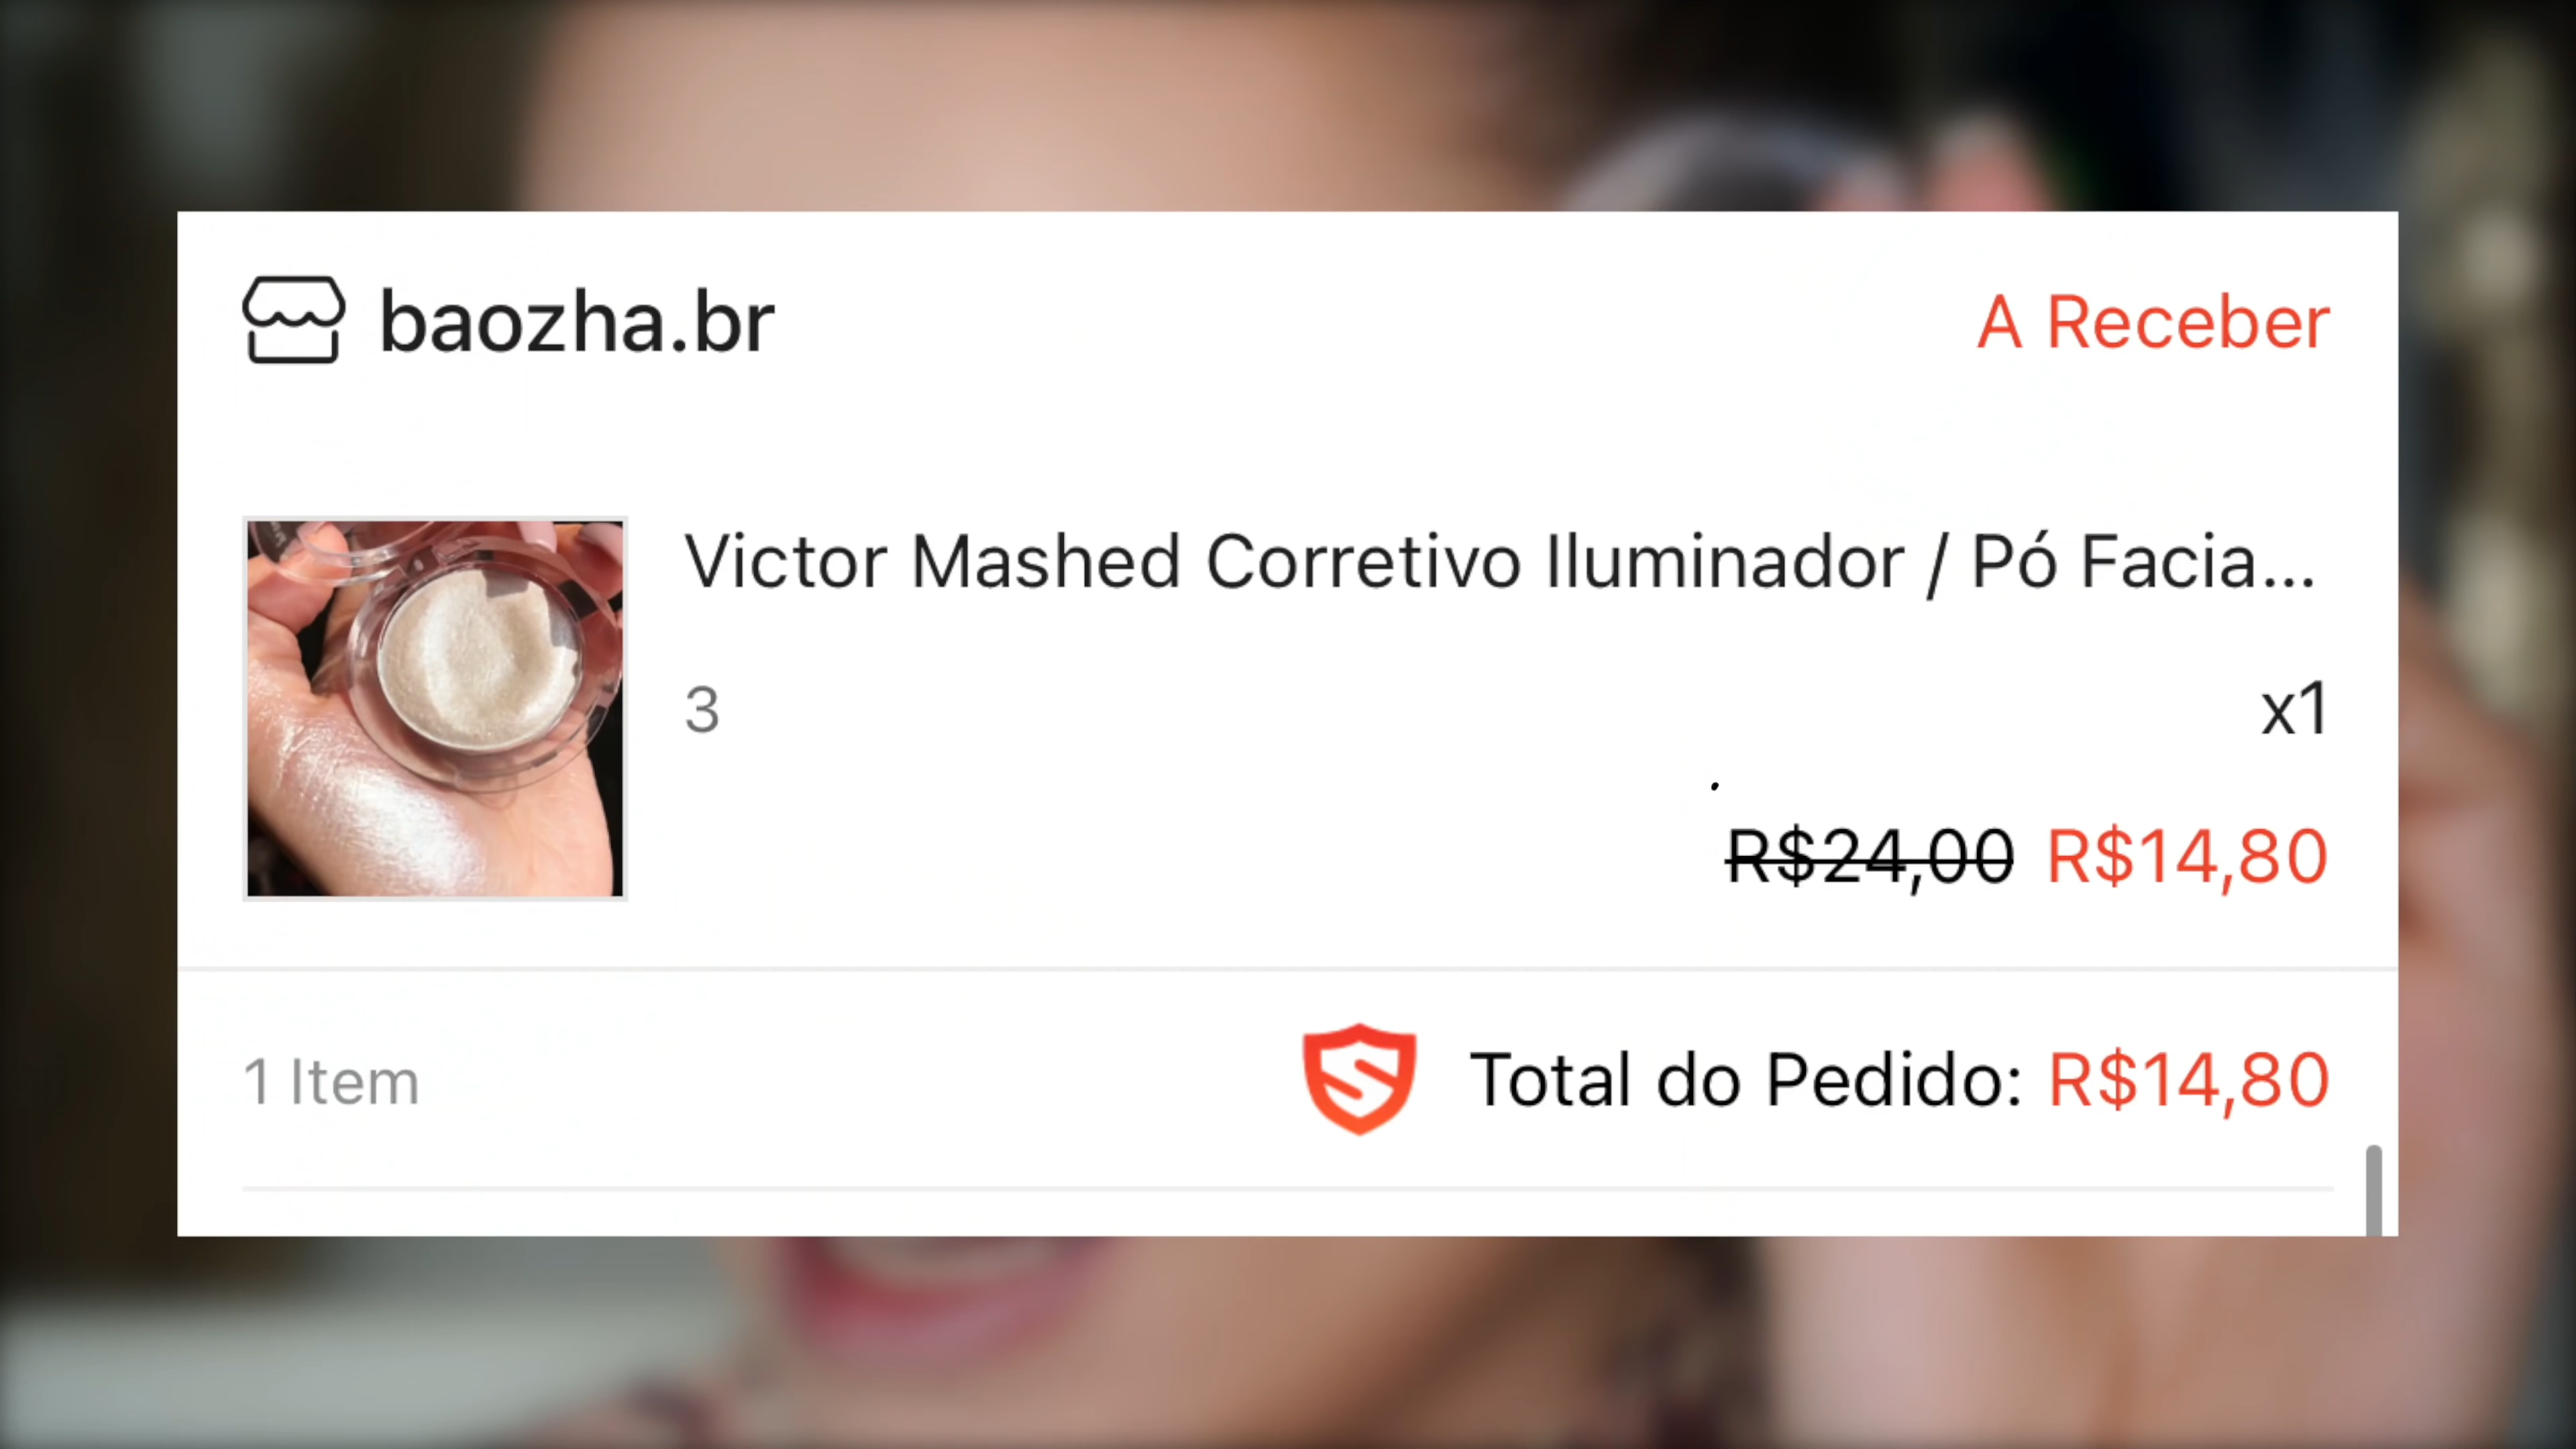 baozha.br
A Receber
Victor Mashed Corretivo Iluminador / Pó Facia...
3
x1
R$24,00 R$14,80
1 Item
Total do Pedido: R$14,80